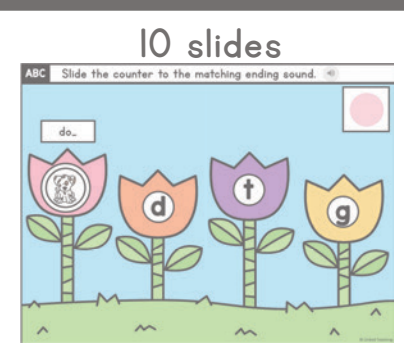 10 slides
ABC Slide the counter to the matching ending sound.
do_
d
t
g